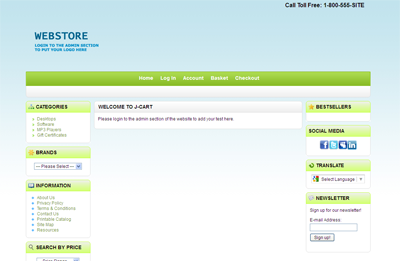 Call Toll Free: 1-800-555-SITE
WEBSTORE
LOGIN TO THE ADMIN SECTION
TO PUT YOUR LOGO HERE
Home Log in Account Basket Checkout
CATEGORIES
Desktops
Software
MP3 Players
Gift Certificates
BRANDS
--- Please Select ---
INFORMATION
About Us
Privacy Policy
Terms & Conditions
Contact Us
Printable Catalog
Site Map
Resources
SEARCH BY PRICE
WELCOME TO J-CART
Please login to the admin section of the website to add your text here.
BESTSELLERS
SOCIAL MEDIA
TRANSLATE
Select Language
NEWSLETTER
Sign up for our newsletter!
E-mail Address:
Sign up!